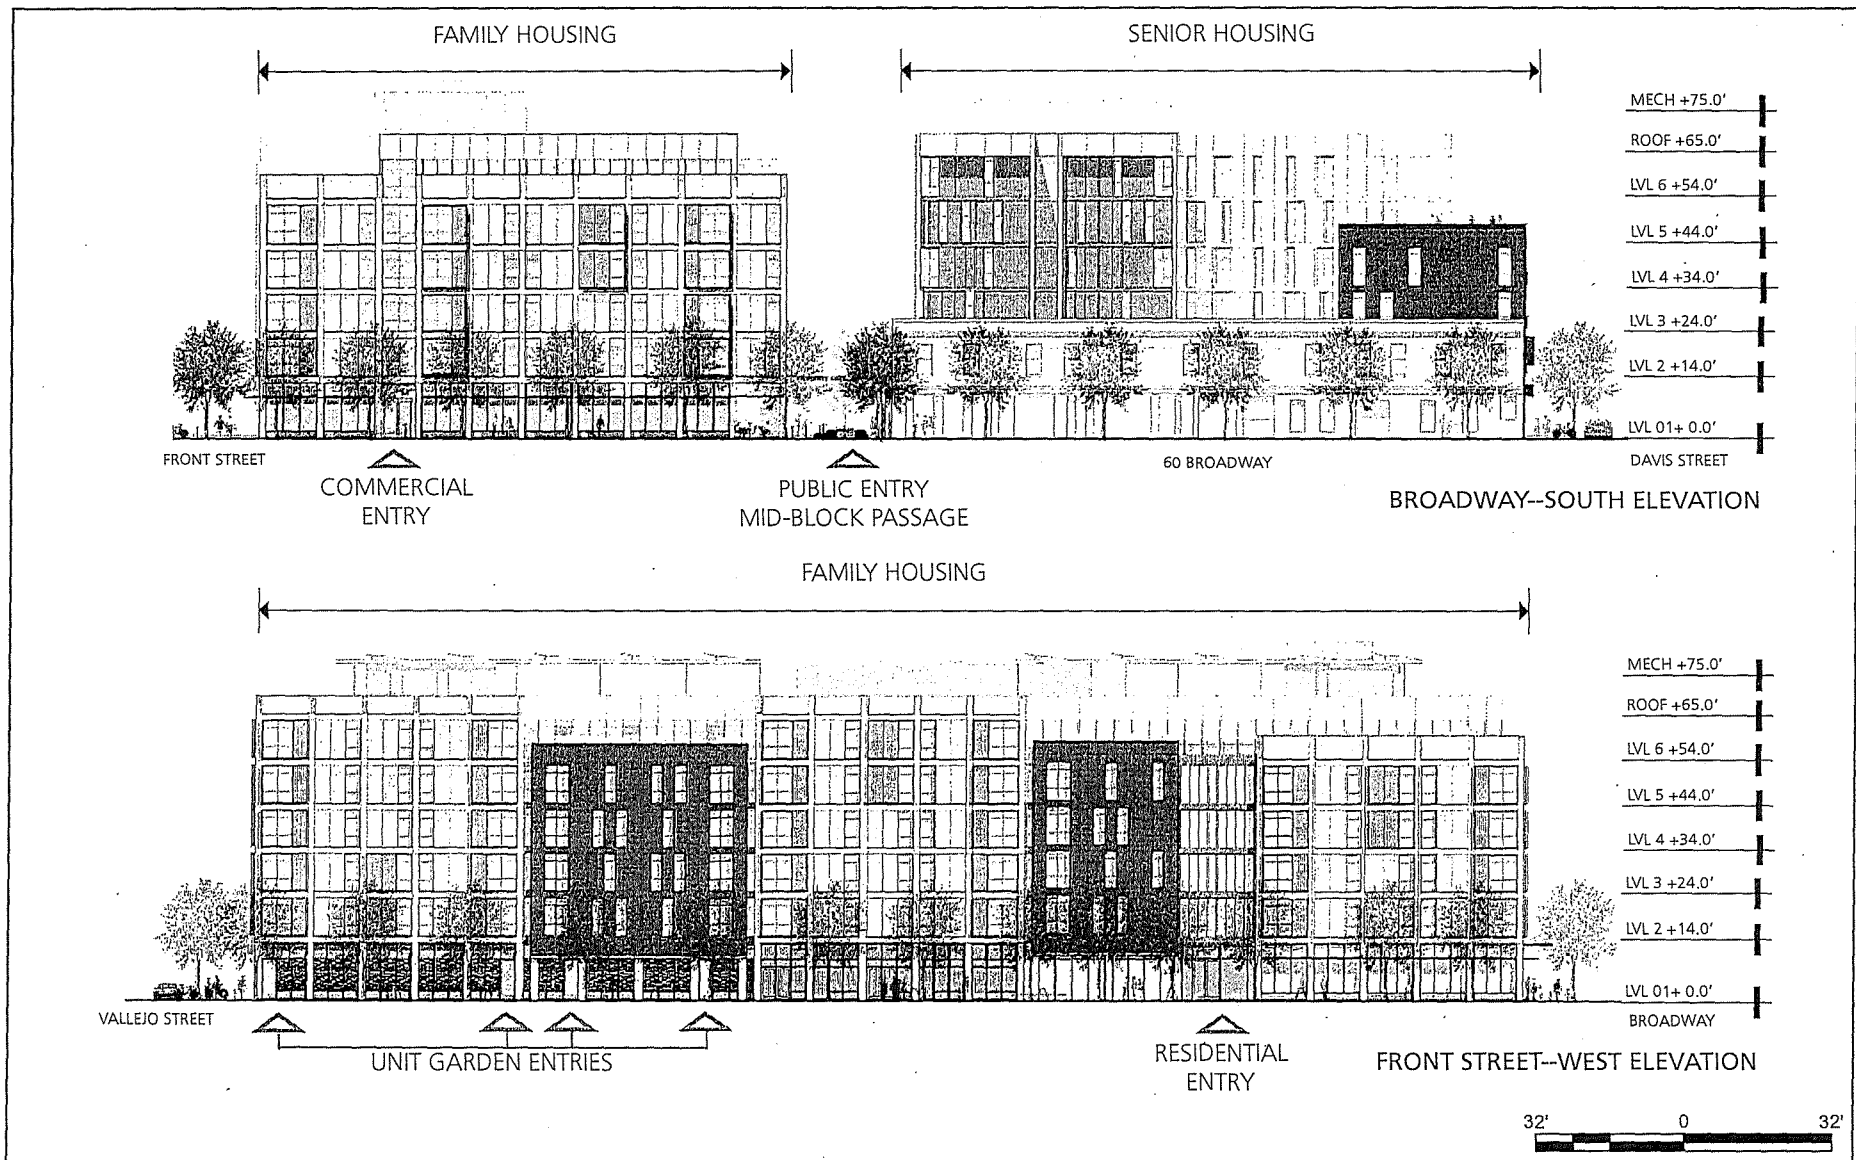 FAMILY HOUSING
SENIOR HOUSING
MECH +75.0'
ROOF +65.0'
LVL 6 +54.0'
LVL 5 +44.0'
LVL 4 +34.0'
LVL 3 +24.0'
LVL 2 +14.0'
LVL 01+ 0.0'
FRONT STREET
60 BROADWAY
DAVIS STREET
COMMERCIAL
ENTRY
PUBLIC ENTRY
MID-BLOCK PASSAGE
BROADWAY--SOUTH ELEVATION
FAMILY HOUSING
MECH +75.0'
ROOF +65.0'
LVL 6 +54.0'
LVL 5 +44.0'
LVL 4 +34.0'
LVL 3 +24.0'
LVL 2 +14.0'
LVL 01+ 0.0'
VALLEJO STREET
BROADWAY
UNIT GARDEN ENTRIES
RESIDENTIAL
ENTRY
FRONT STREET--WEST ELEVATION
32' 0 32'